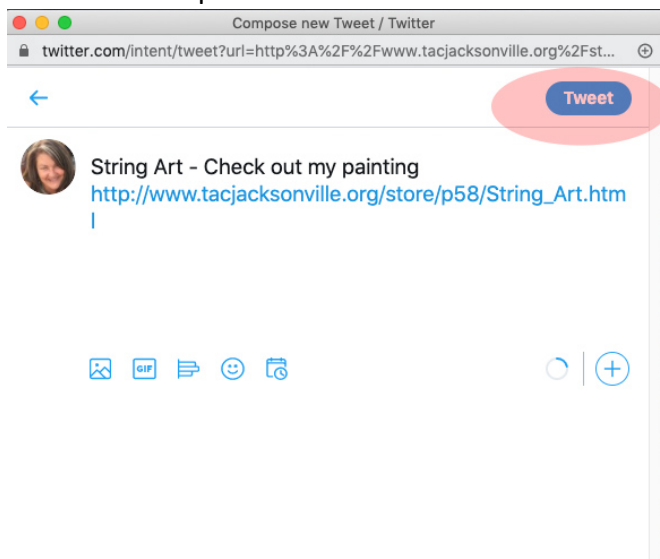 Compose new Tweet / Twitter
twitter.com/intent/tweet?url=http%3A%2F%2Fwww.tacjacksonville.org%2Fst...
Tweet
String Art - Check out my painting
http://www.tacjacksonville.org/store/p58/String_Art.htm
l
GIF